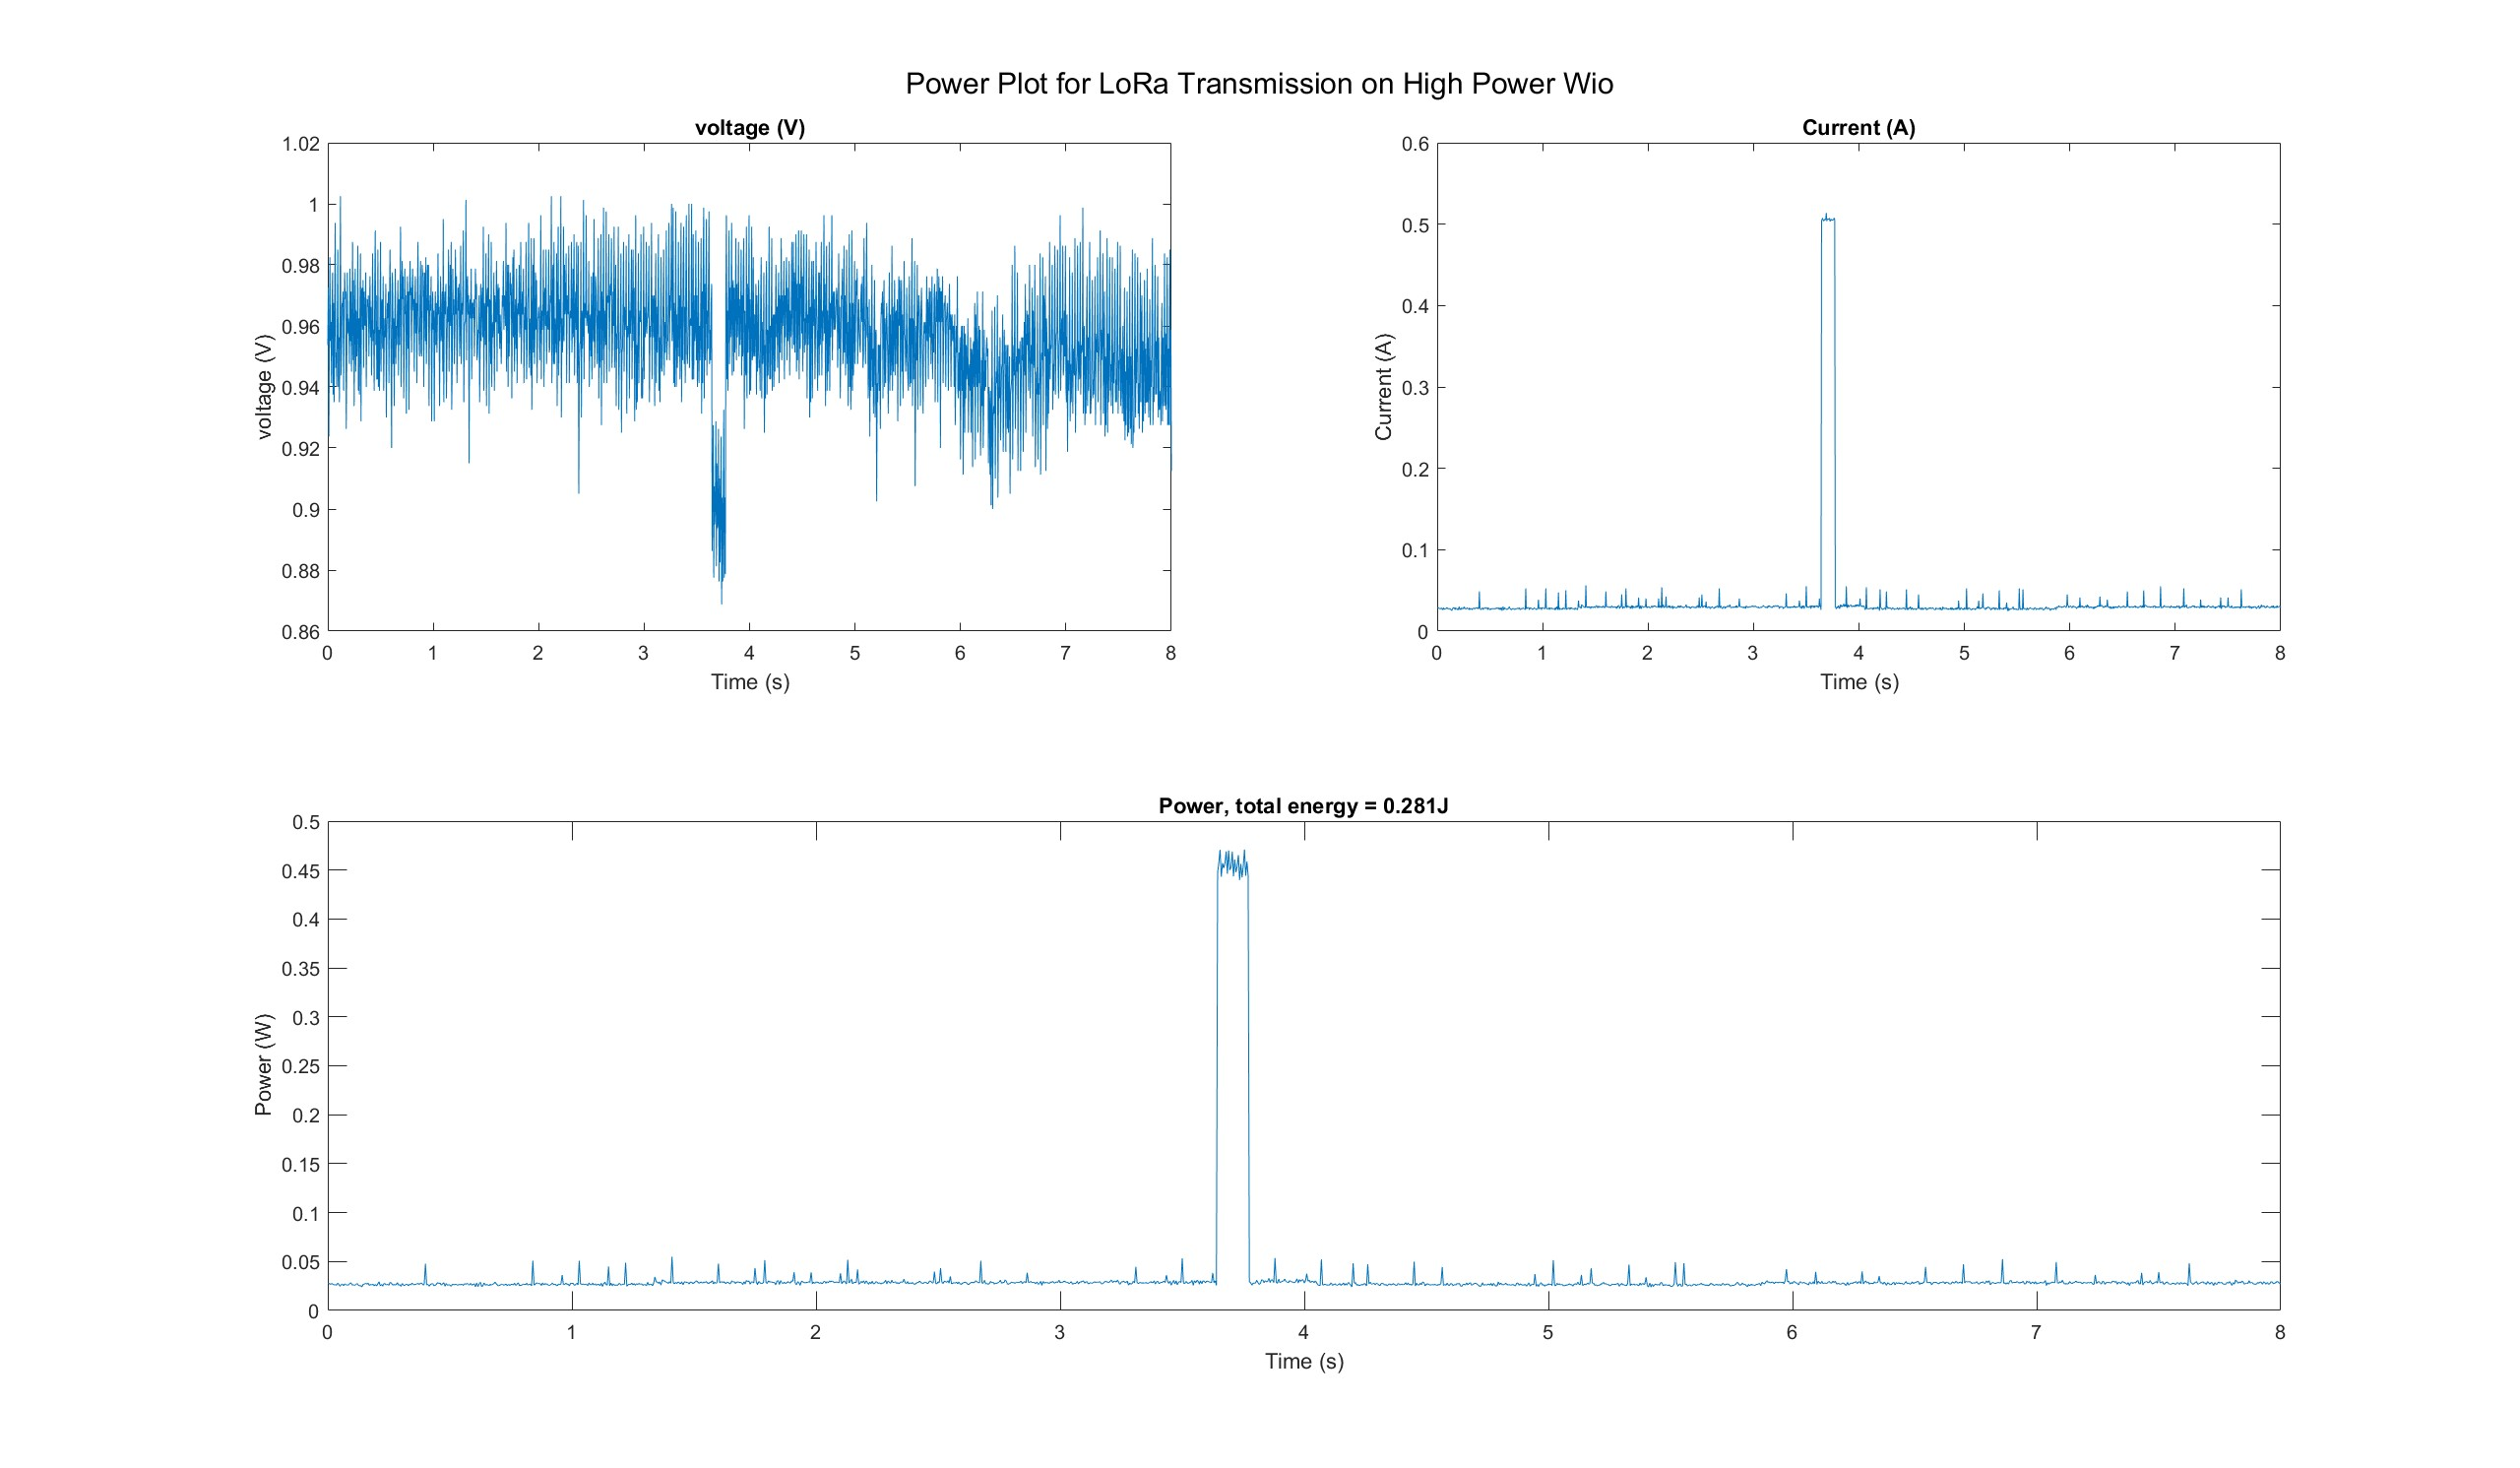 Power Plot for LoRa Transmission on High Power Wio
voltage (V)
1.02
1
0.98
0.96
0.94
0.92
0.9
0.88
0.86
voltage (V)
0 1 2 3 4 5 6 7 8
Time (s)
Current (A)
0.6
0.5
0.4
0.3
0.2
0.1
0
Current (A)
0 1 2 3 4 5 6 7 8
Time (s)
Power, total energy = 0.281J
0.5
0.45
0.4
0.35
0.3
0.25
0.2
0.15
0.1
0.05
0
Power (W)
0 1 2 3 4 5 6 7 8
Time (s)